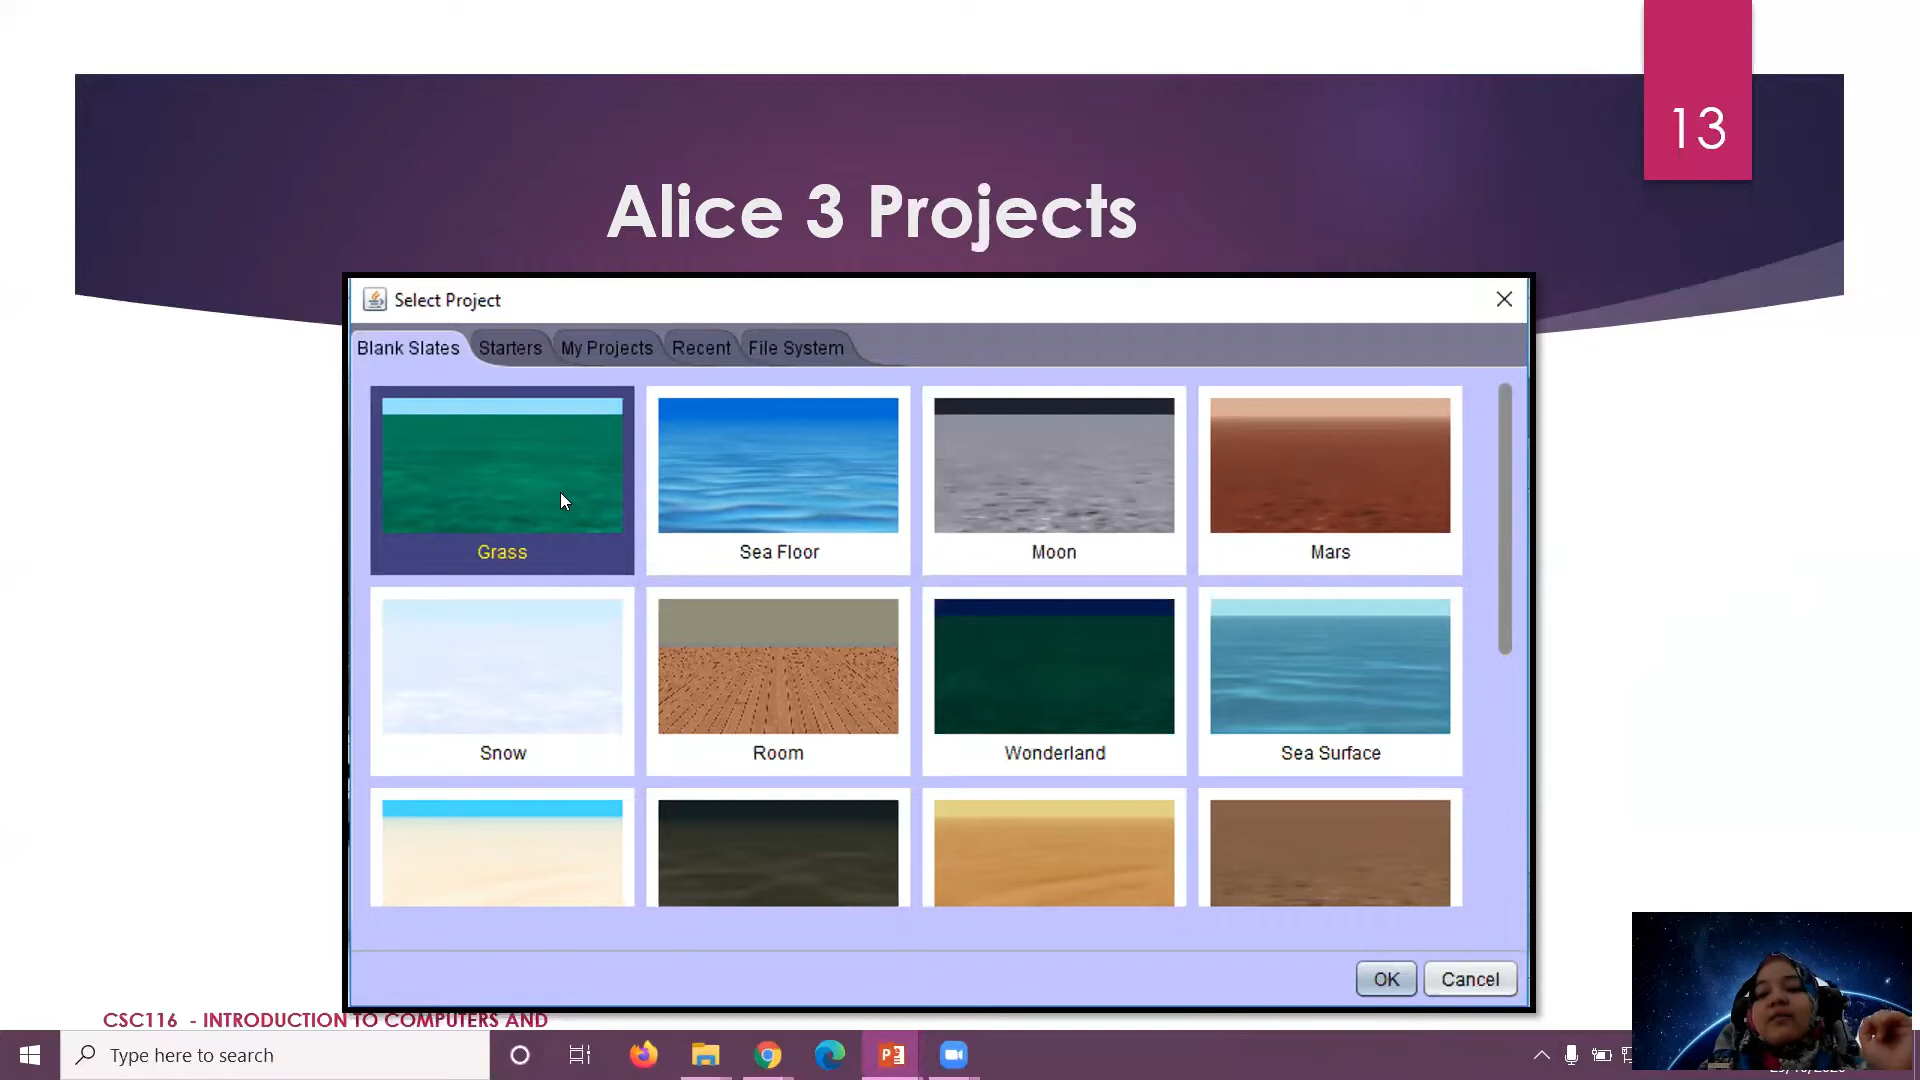 13
Alice 3 Projects
Select Project
Blank Slates Starters My Projects Recent File System
Grass Sea Floor Moon Mars
Snow Room Wonderland Sea Surface
OK Cancel
CSC116 - INTRODUCTION TO COMPUTERS AND
Type here to search